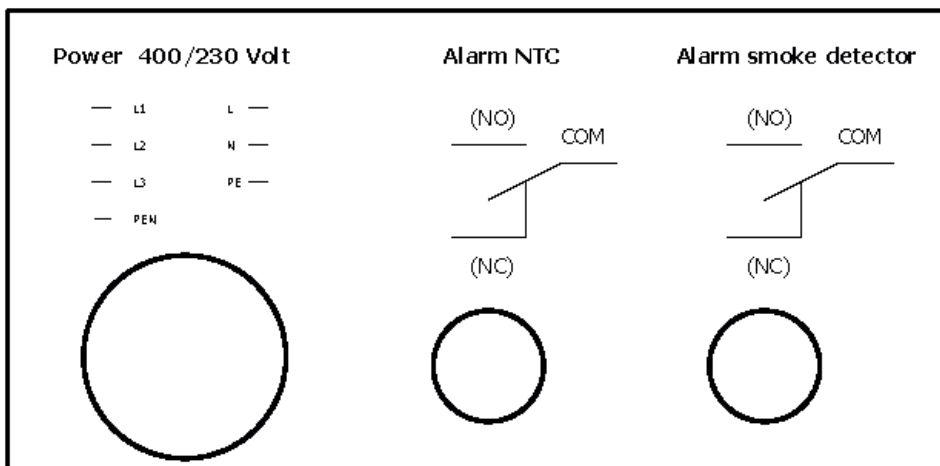 Power 400/230 Volt
Alarm NTC
Alarm smoke detector
L1
L
L2
N
L3
PE
PEN
(NO)
COM
(NC)
(NO)
COM
(NC)